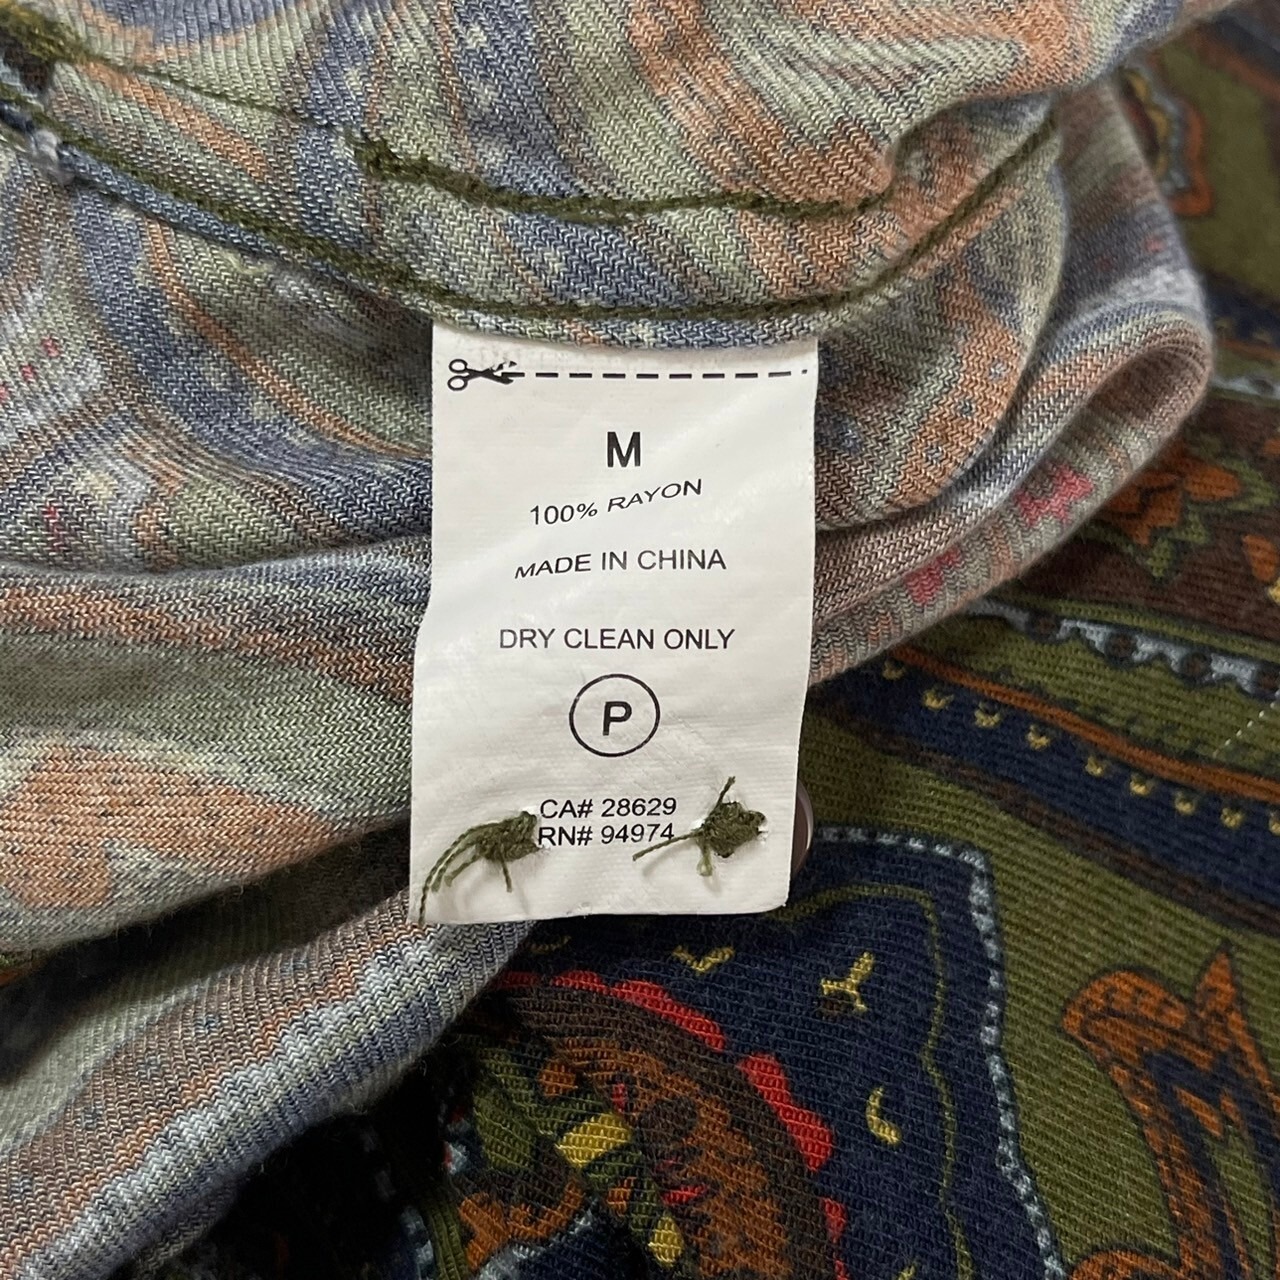 M
100% RAYON
MADE IN CHINA
DRY CLEAN ONLY
P
CA# 28629
RN# 94974